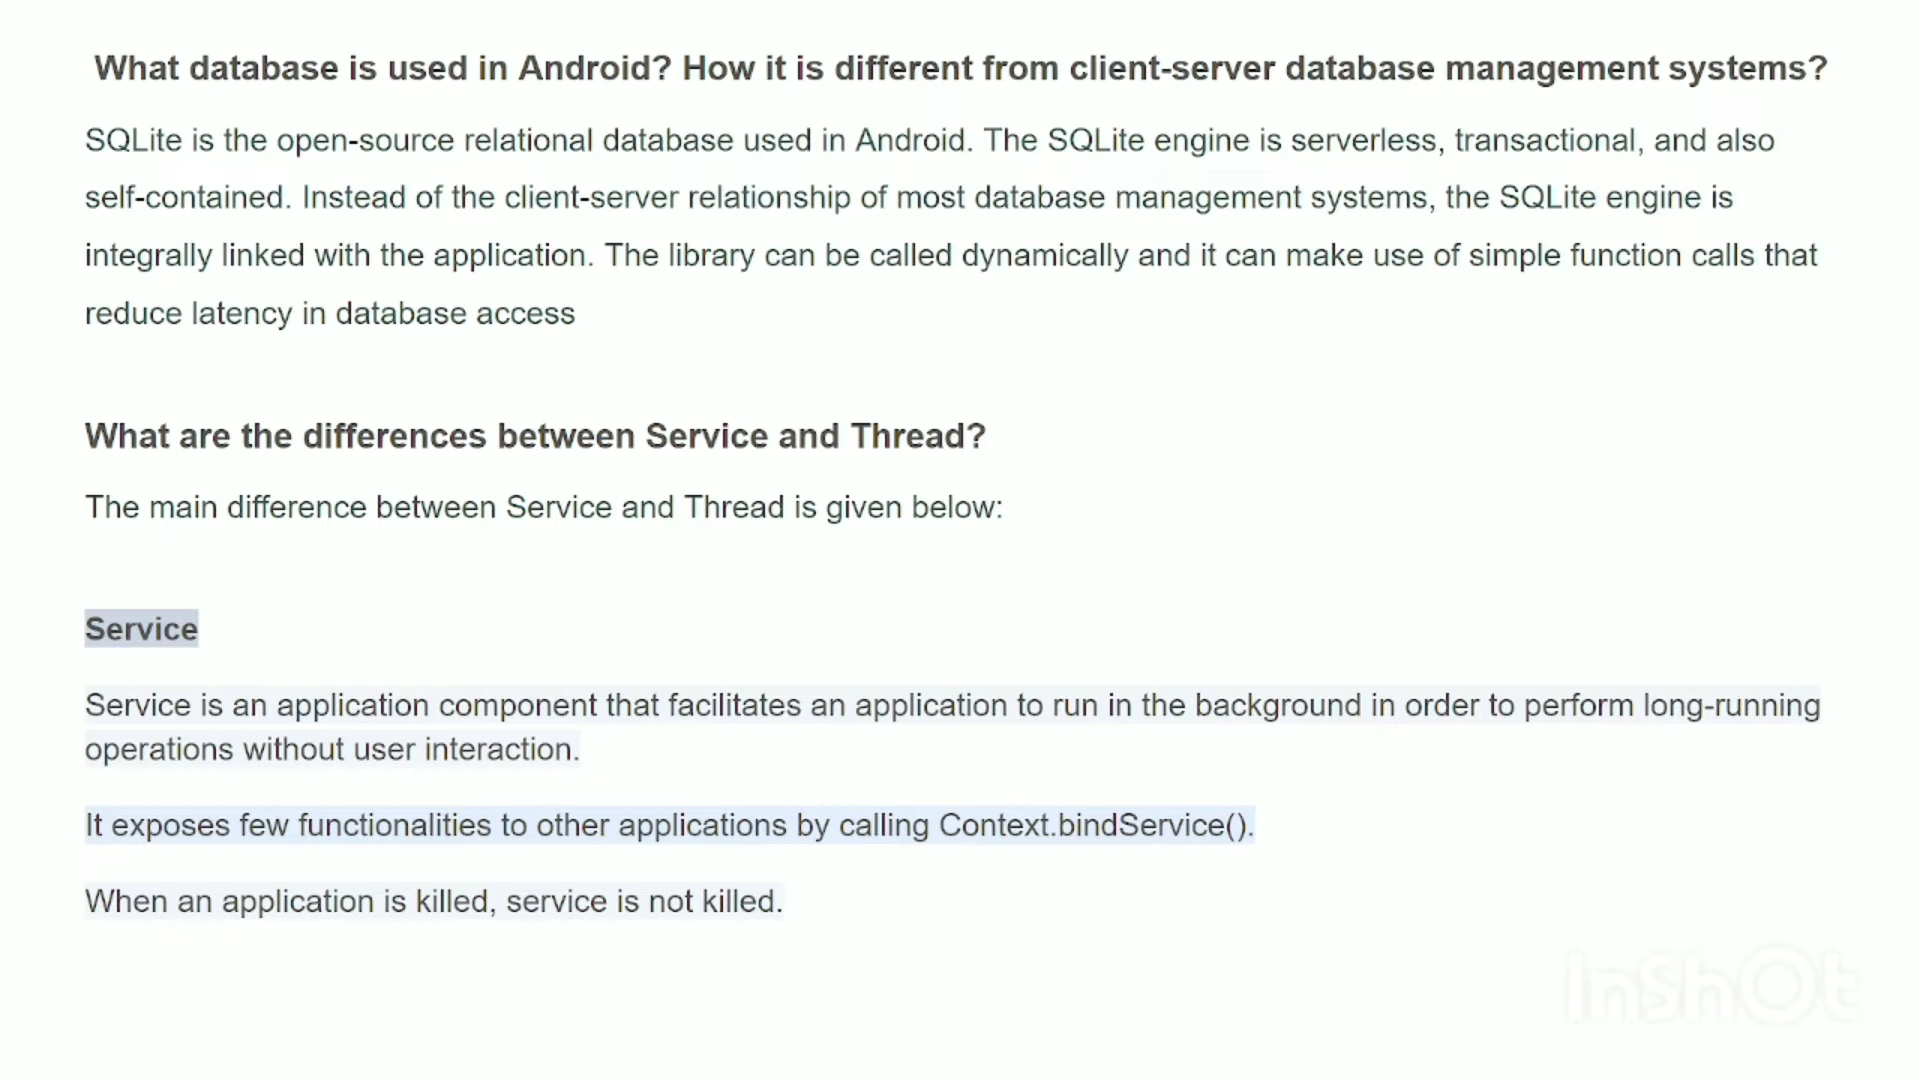 What database is used in Android? How it is different from client-server database management systems?
SQLite is the open-source relational database used in Android. The SQLite engine is serverless, transactional, and also
self-contained. Instead of the client-server relationship of most database management systems, the SQLite engine is
integrally linked with the application. The library can be called dynamically and it can make use of simple function calls that
reduce latency in database access
What are the differences between Service and Thread?
The main difference between Service and Thread is given below:
Service
Service is an application component that facilitates an application to run in the background in order to perform long-running
operations without user interaction.
It exposes few functionalities to other applications by calling Context.bindService().
When an application is killed, service is not killed.
InShOt